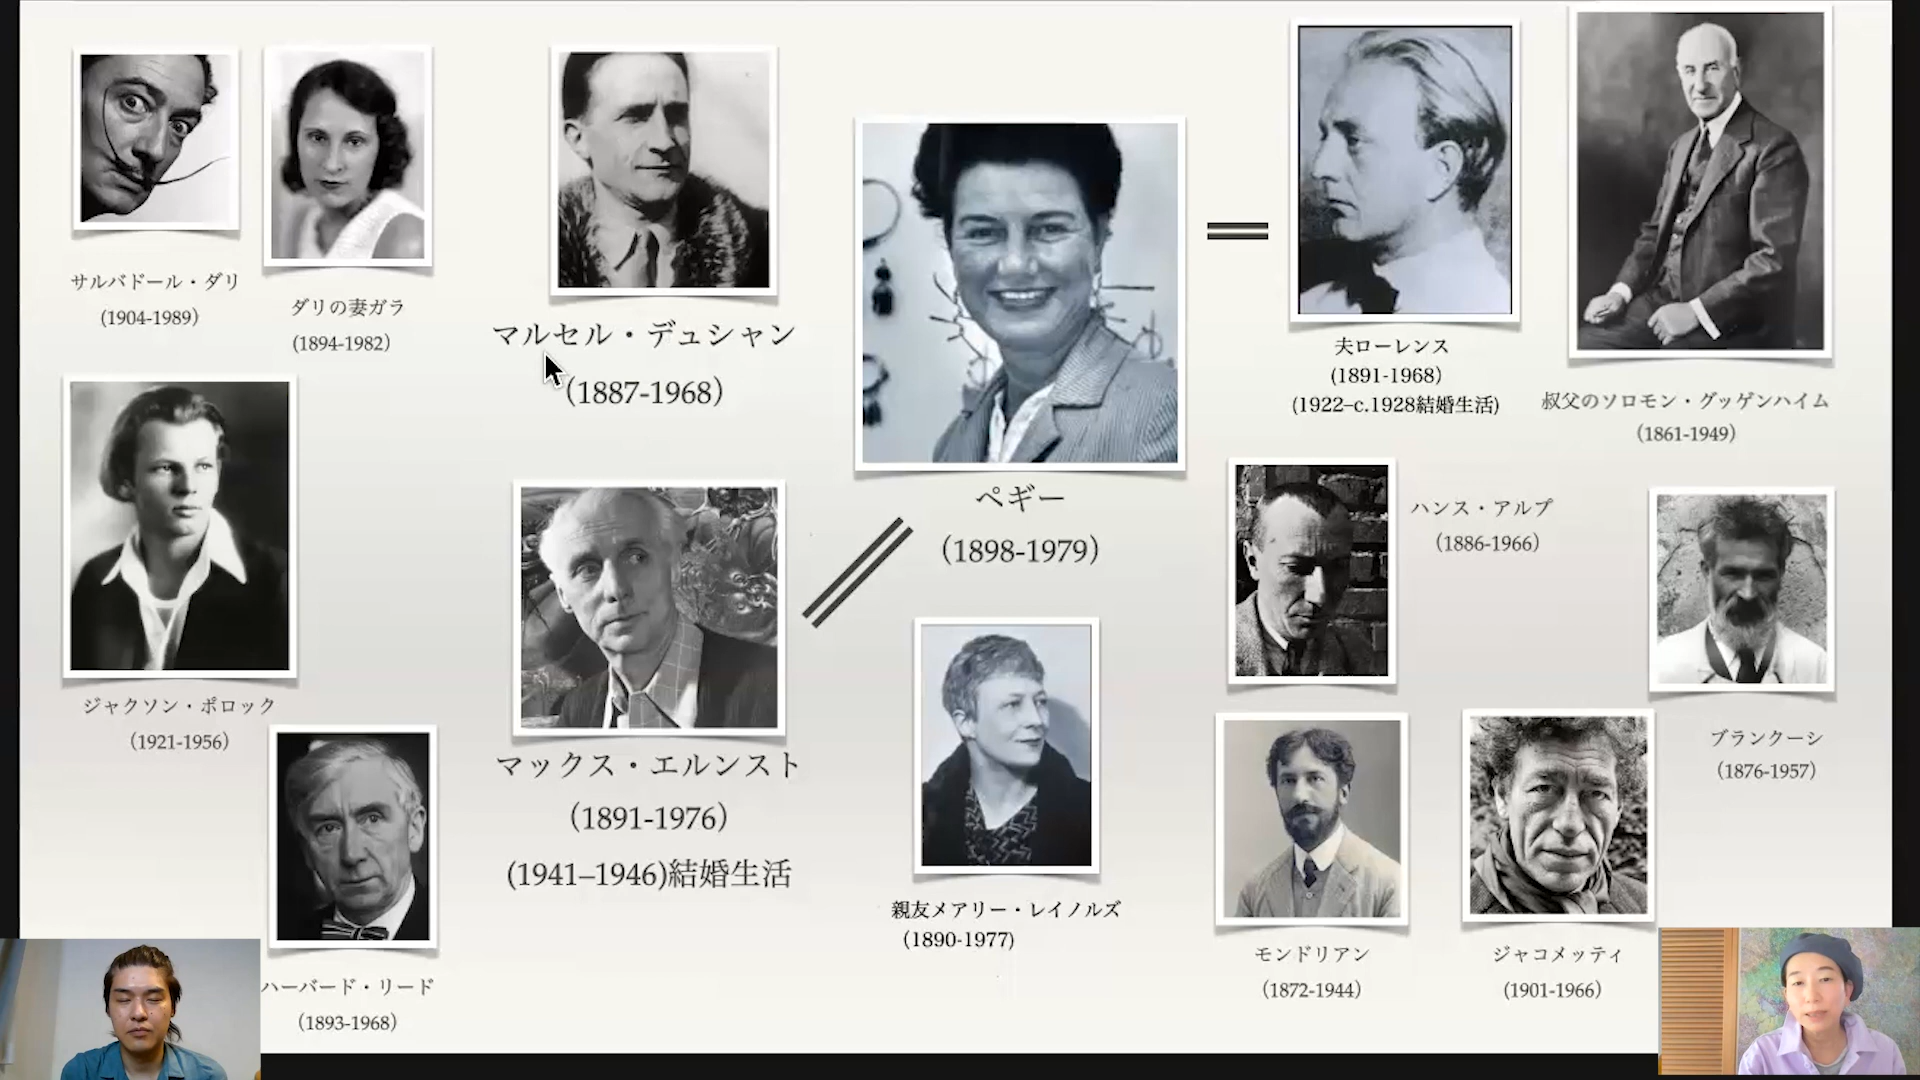 サルバドール・ダリ
(1904-1989)
ダリの妻ガラ
(1894-1982)
マルセル・デュシャン
(1887-1968)
夫ローレンス
(1891-1968)
(1922–c.1928結婚生活)
叔父のソロモン・グッゲンハイム
(1861-1949)
ペギー
(1898-1979)
ハンス・アルプ
(1886-1966)
ジャクソン・ポロック
(1921-1956)
マックス・エルンスト
(1891-1976)
(1941–1946)結婚生活
ブランクーシ
(1876-1957)
親友メアリー・レイノルズ
(1890-1977)
モンドリアン
(1872-1944)
ジャコメッティ
(1901-1966)
ハーバード・リード
(1893-1968)